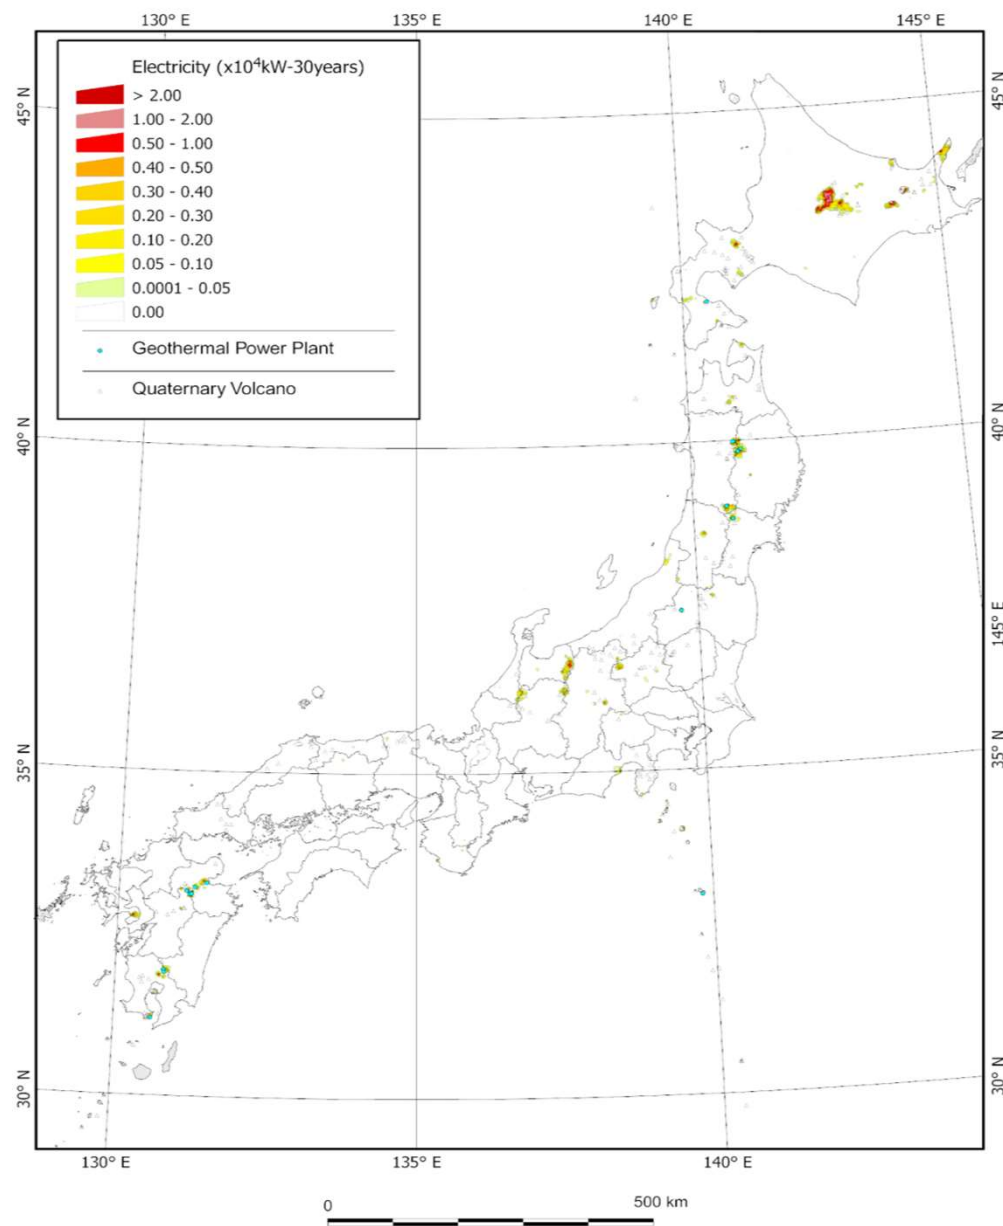 130° E 140° E 145° E
Electricity (x10⁴kW-30years)
> 2.00
1.00 - 2.00
0.50 - 1.00
0.40 - 0.50
0.30 - 0.40
0.20 - 0.30
0.10 - 0.20
0.05 - 0.10
0.0001 - 0.05
0.00
Geothermal Power Plant
Quaternary Volcano
45° N 45° N
40° N 40° N
145° E
35° N 35° N
30° N 30° N
130° E 135° E 140° E
0 500 km